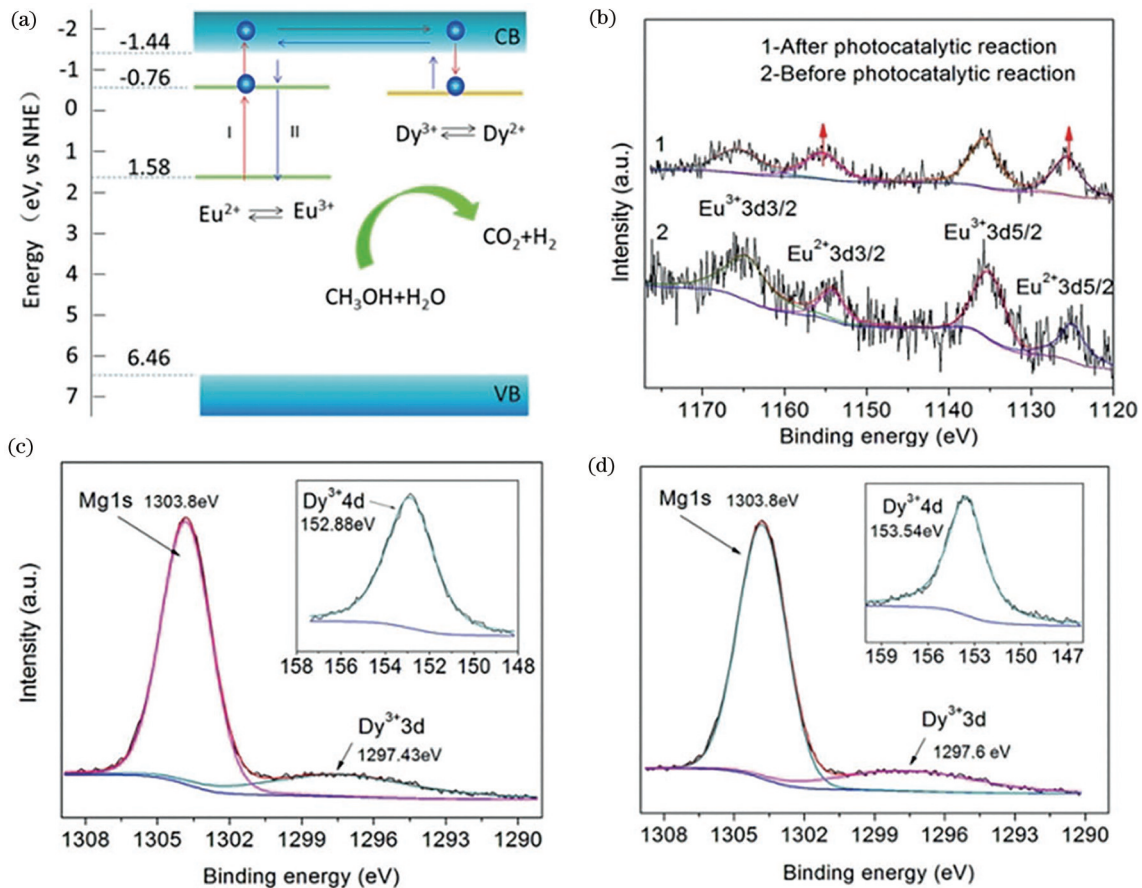 (a)
Energy (eV, vs NHE)
-2
-1.44
-1
-0.76
0
1
1.58
2
3
4
5
6
6.46
7
CB
I
II
Dy³⁺ ⇌ Dy²⁺
Eu²⁺ ⇌ Eu³⁺
CO₂+H₂
CH₃OH+H₂O
VB
(b)
Intensity (a.u.)
1-After photocatalytic reaction
2-Before photocatalytic reaction
1
Eu³⁺3d3/2
Eu²⁺3d3/2
Eu³⁺3d5/2
Eu²⁺3d5/2
2
1170 1160 1150 1140 1130 1120
Binding energy (eV)
(c)
Intensity (a.u.)
Mg1s 1303.8eV
Dy³⁺4d
152.88eV
158 156 154 152 150 148
Dy³⁺3d
1297.43eV
1308 1305 1302 1299 1296 1293 1290
Binding energy (eV)
(d)
Mg1s 1303.8eV
Dy³⁺4d
153.54eV
159 156 153 150 147
Dy³⁺3d
1297.6 eV
1308 1305 1302 1299 1296 1293 1290
Binding energy (eV)